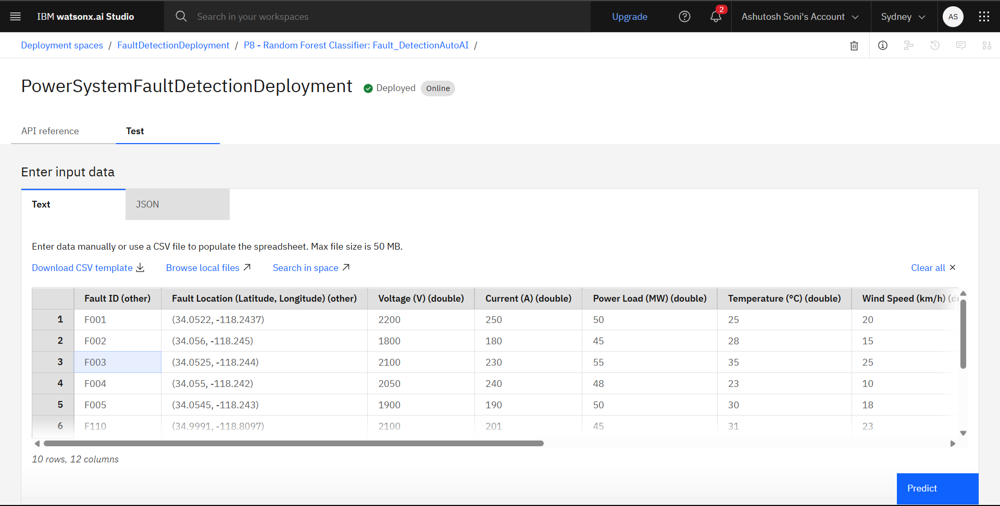 IBM watsonx.ai Studio Search in your workspaces Upgrade 2 Ashutosh Soni's Account Sydney AS
Deployment spaces / FaultDetectionDeployment / P8 - Random Forest Classifier: Fault_DetectionAutoAI /
PowerSystemFaultDetectionDeployment Deployed Online
API reference Test
Enter input data
Text JSON
Enter data manually or use a CSV file to populate the spreadsheet. Max file size is 50 MB.
Download CSV template Browse local files Search in space Clear all
Fault ID (other) Fault Location (Latitude, Longitude) (other) Voltage (V) (double) Current (A) (double) Power Load (MW) (double) Temperature (°C) (double) Wind Speed (km/h)
1 F001 (34.0522, -118.2437) 2200 250 50 25 20
2 F002 (34.056, -118.245) 1800 180 45 28 15
3 F003 (34.0525, -118.244) 2100 230 55 35 25
4 F004 (34.055, -118.242) 2050 240 48 23 10
5 F005 (34.0545, -118.243) 1900 190 50 30 18
6 F110 (34.9991, -118.8097) 2100 201 45 31 23
10 rows, 12 columns
Predict